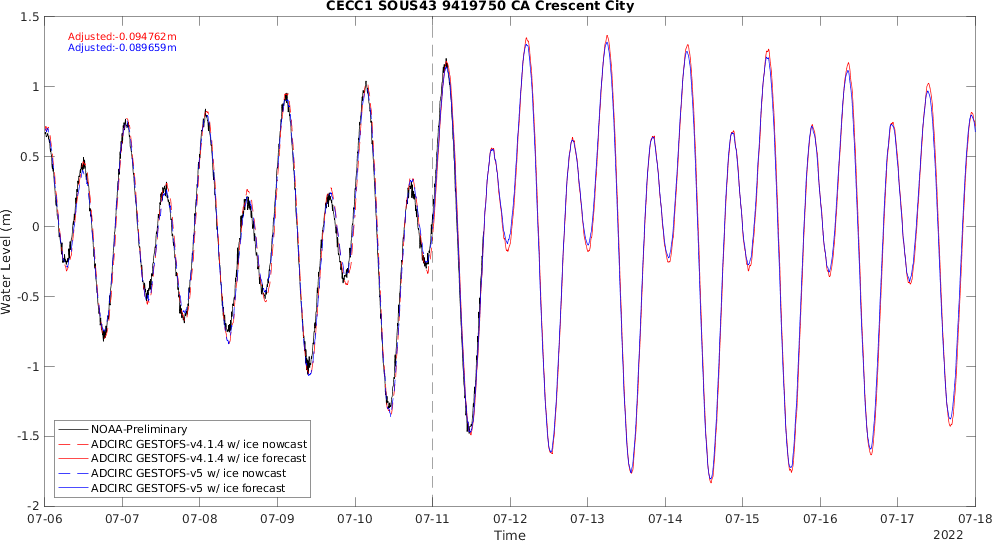 CECC1 SOUS43 9419750 CA Crescent City
Adjusted:-0.094762m
Adjusted:-0.089659m
1.5
1
0.5
0
-0.5
-1
-1.5
-2
Water Level (m)
NOAA-Preliminary
ADCIRC GESTOFS-v4.1.4 w/ ice nowcast
ADCIRC GESTOFS-v4.1.4 w/ ice forecast
ADCIRC GESTOFS-v5 w/ ice nowcast
ADCIRC GESTOFS-v5 w/ ice forecast
07-06 07-07 07-08 07-09 07-10 07-11 07-12 07-13 07-14 07-15 07-16 07-17 07-18
Time
2022